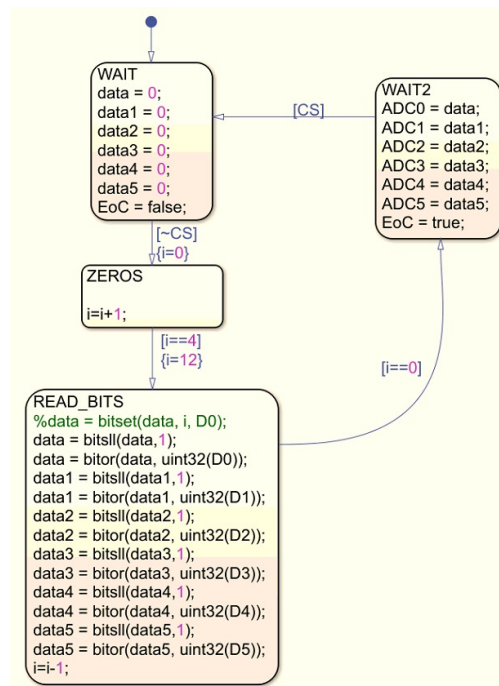 WAIT
data = 0;
data1 = 0;
data2 = 0;
data3 = 0;
data4 = 0;
data5 = 0;
EoC = false;
[CS]
WAIT2
ADC0 = data;
ADC1 = data1;
ADC2 = data2;
ADC3 = data3;
ADC4 = data4;
ADC5 = data5;
EoC = true;
[~CS]
{i=0}
ZEROS
i=i+1;
[i==4]
{i=12}
[i==0]
READ_BITS
%data = bitset(data, i, D0);
data = bitsll(data,1);
data = bitor(data, uint32(D0));
data1 = bitsll(data1,1);
data1 = bitor(data1, uint32(D1));
data2 = bitsll(data2,1);
data2 = bitor(data2, uint32(D2));
data3 = bitsll(data3,1);
data3 = bitor(data3, uint32(D3));
data4 = bitsll(data4,1);
data4 = bitor(data4, uint32(D4));
data5 = bitsll(data5,1);
data5 = bitor(data5, uint32(D5));
i=i-1;